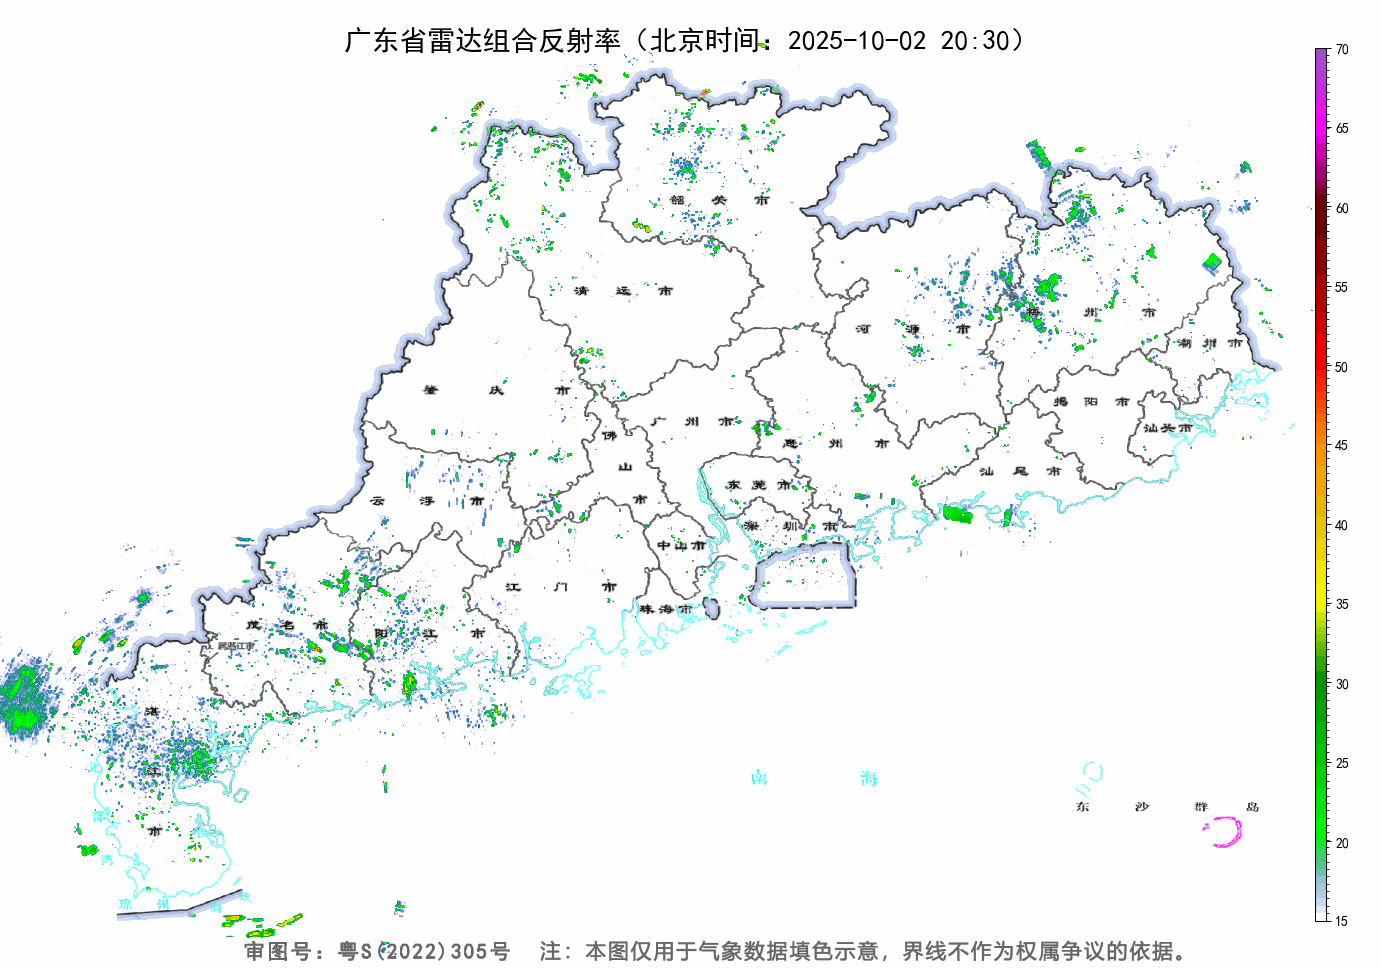 广东省雷达组合反射率（北京时间：2025-10-02 20:30）
70
65
60
55
50
45
40
35
30
25
20
15
韶关市
清远市
河源市
梅州市
潮州市
肇庆市
广州市
揭阳市
汕头市
佛山市
惠州市
汕尾市
云浮市
东莞市
深圳市
中山市
江门市
珠海市
茂名市
阳江市
属湛江市
湛江市
南海
东沙群岛
北部湾
琼州海峡
审图号：粤S(2022)305号 注：本图仅用于气象数据填色示意，界线不作为权属争议的依据。